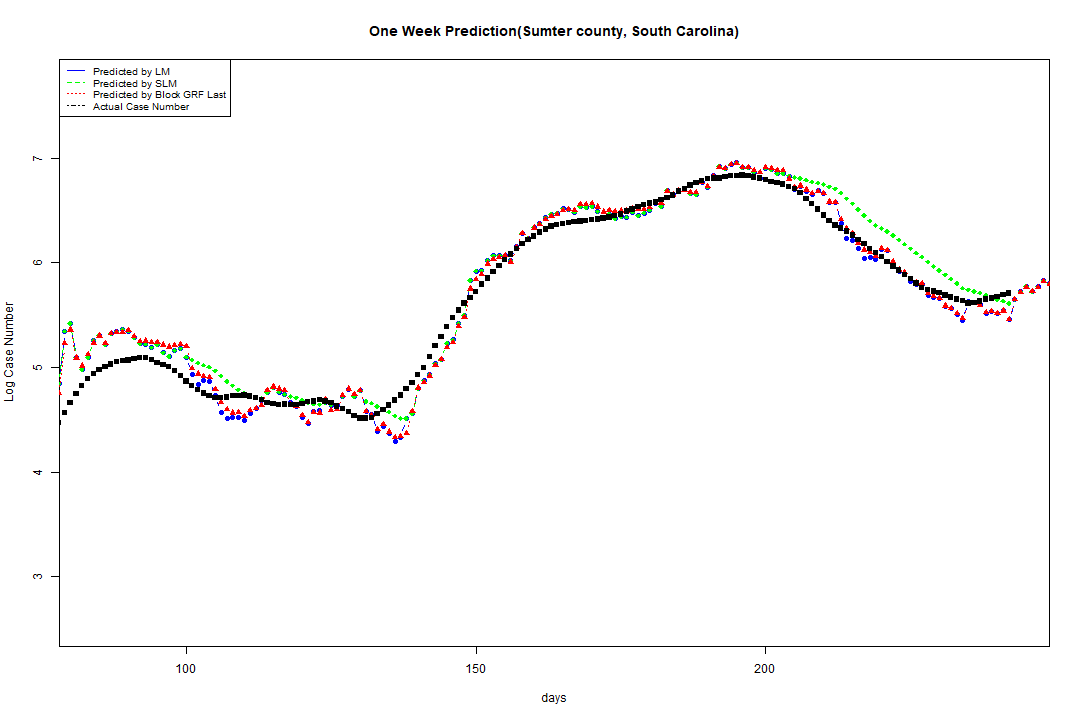 One Week Prediction(Sumter county, South Carolina)
Predicted by LM
Predicted by SLM
Predicted by Block GRF Last
Actual Case Number
7
6
5
4
3
Log Case Number
100 150 200
days